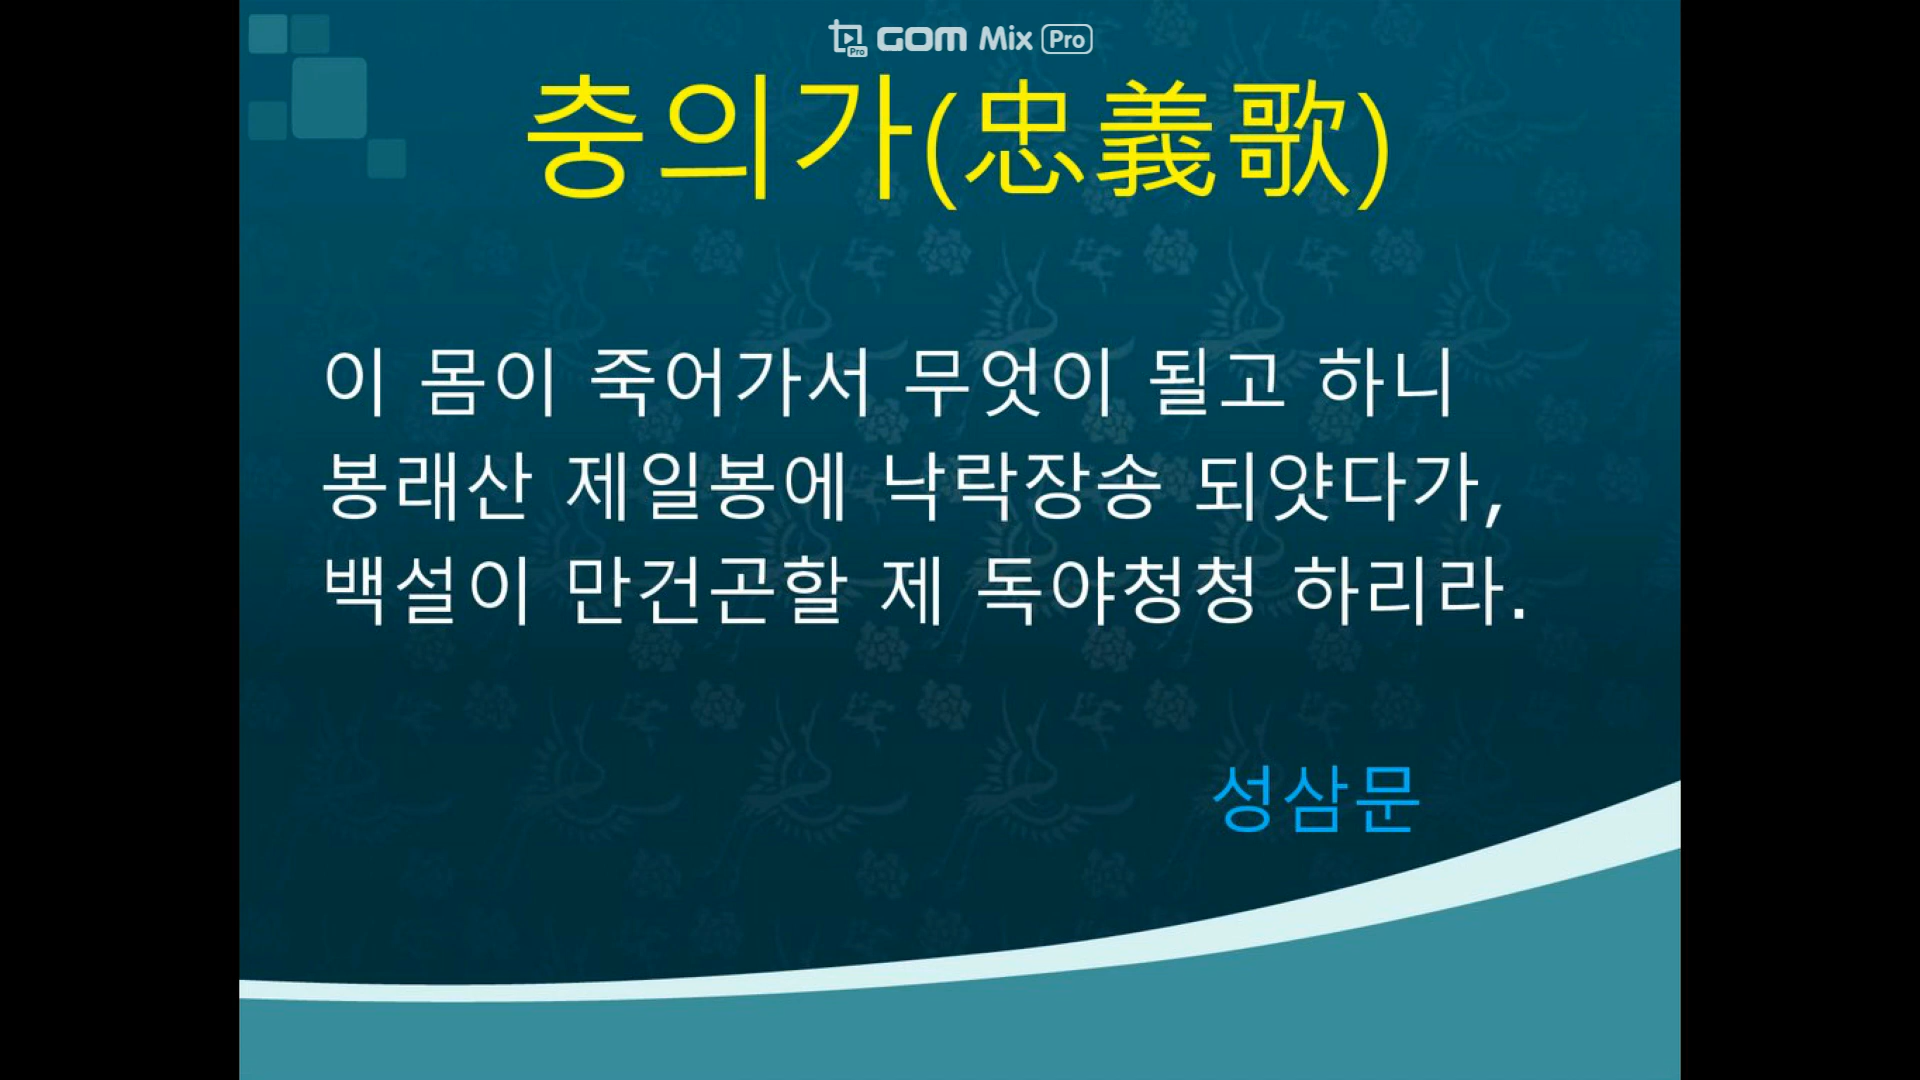 GOM Mix Pro
충의가(忠義歌)
이 몸이 죽어가서 무엇이 될고 하니
봉래산 제일봉에 낙락장송 되얏다가,
백설이 만건곤할 제 독야청청 하리라.
성삼문